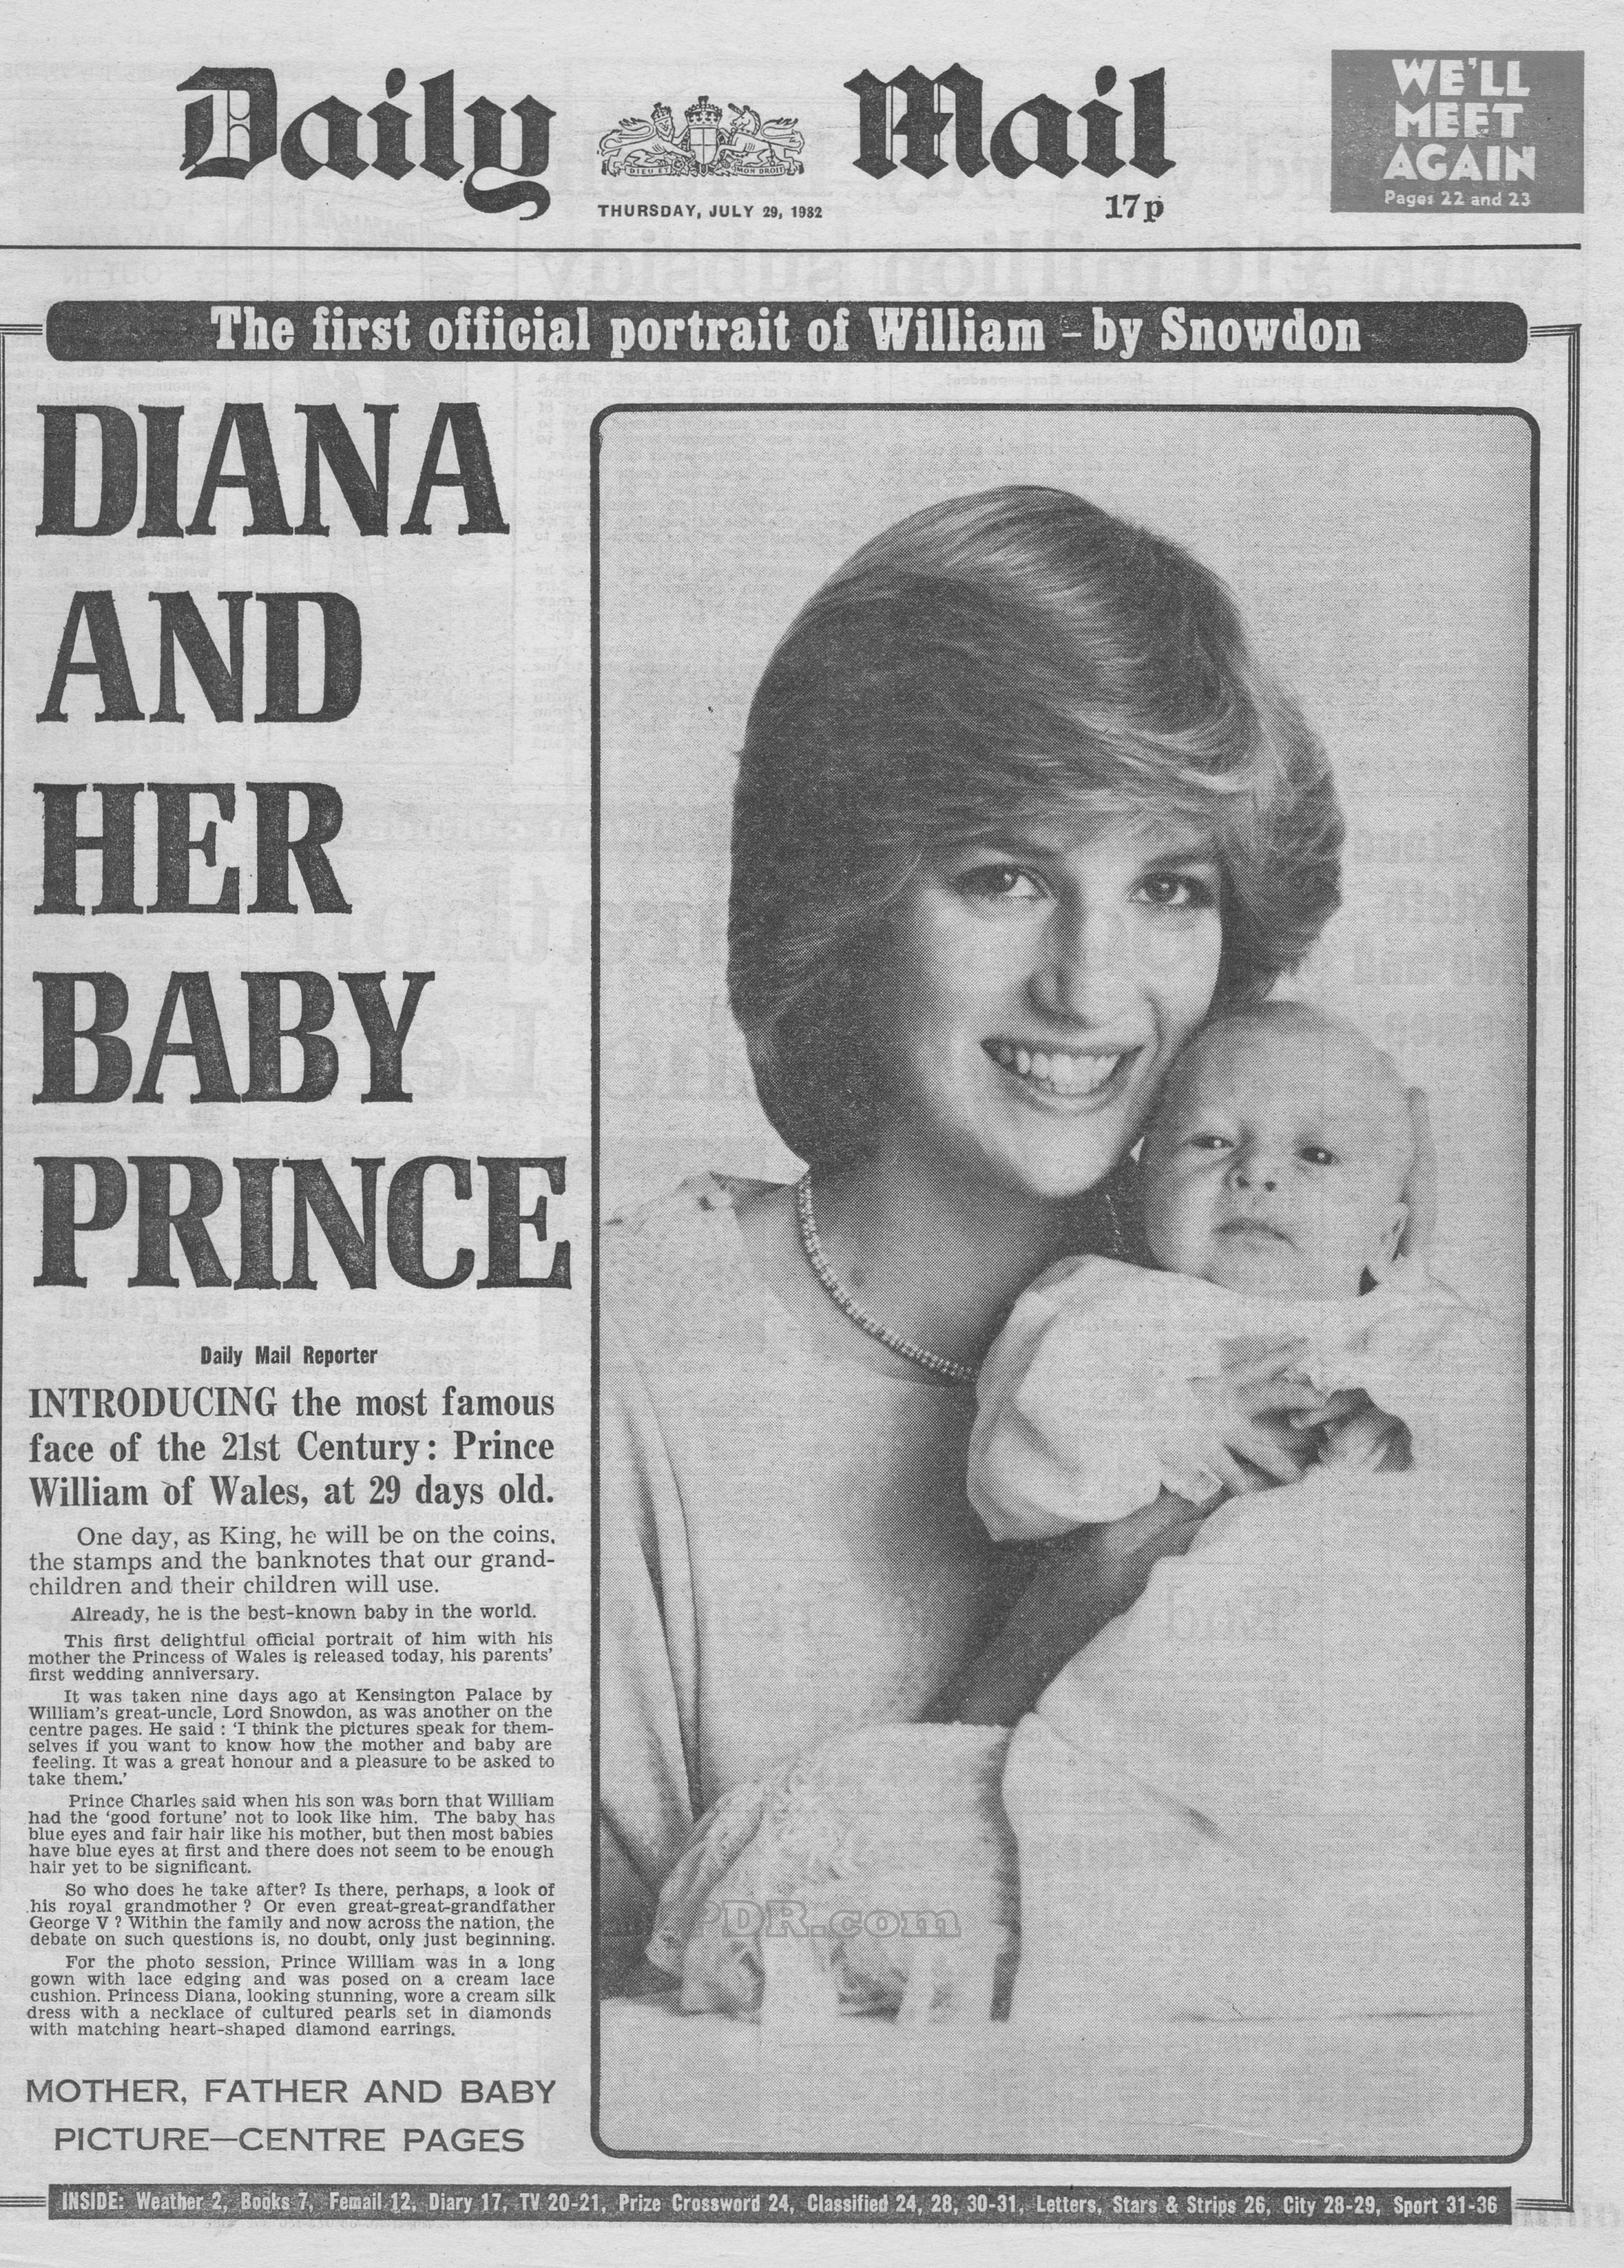 Daily Mail
DIEU ET MON DROIT
THURSDAY, JULY 29, 1982
17p
WE'LL
MEET
AGAIN
Pages 22 and 23
The first official portrait of William - by Snowdon
DIANA
AND
HER
BABY
PRINCE
Daily Mail Reporter
INTRODUCING the most famous
face of the 21st Century: Prince
William of Wales, at 29 days old.
One day, as King, he will be on the coins,
the stamps and the banknotes that our grand-
children and their children will use.
Already, he is the best-known baby in the world.
This first delightful official portrait of him with his
mother the Princess of Wales is released today, his parents'
first wedding anniversary.
It was taken nine days ago at Kensington Palace by
William's great-uncle, Lord Snowdon, as was another on the
centre pages. He said : 'I think the pictures speak for them-
selves if you want to know how the mother and baby are
feeling. It was a great honour and a pleasure to be asked to
take them.'
Prince Charles said when his son was born that William
had the 'good fortune' not to look like him. The baby has
blue eyes and fair hair like his mother, but then most babies
have blue eyes at first and there does not seem to be enough
hair yet to be significant.
So who does he take after? Is there, perhaps, a look of
his royal grandmother ? Or even great-great-grandfather
George V ? Within the family and now across the nation, the
debate on such questions is, no doubt, only just beginning.
For the photo session, Prince William was in a long
gown with lace edging and was posed on a cream lace
cushion. Princess Diana, looking stunning, wore a cream silk
dress with a necklace of cultured pearls set in diamonds
with matching heart-shaped diamond earrings.
MOTHER, FATHER AND BABY
PICTURE—CENTRE PAGES
PDR.com
INSIDE: Weather 2, Books 7, Femail 12, Diary 17, TV 20-21, Prize Crossword 24, Classified 24, 28, 30-31, Letters, Stars & Strips 26, City 28-29, Sport 31-36